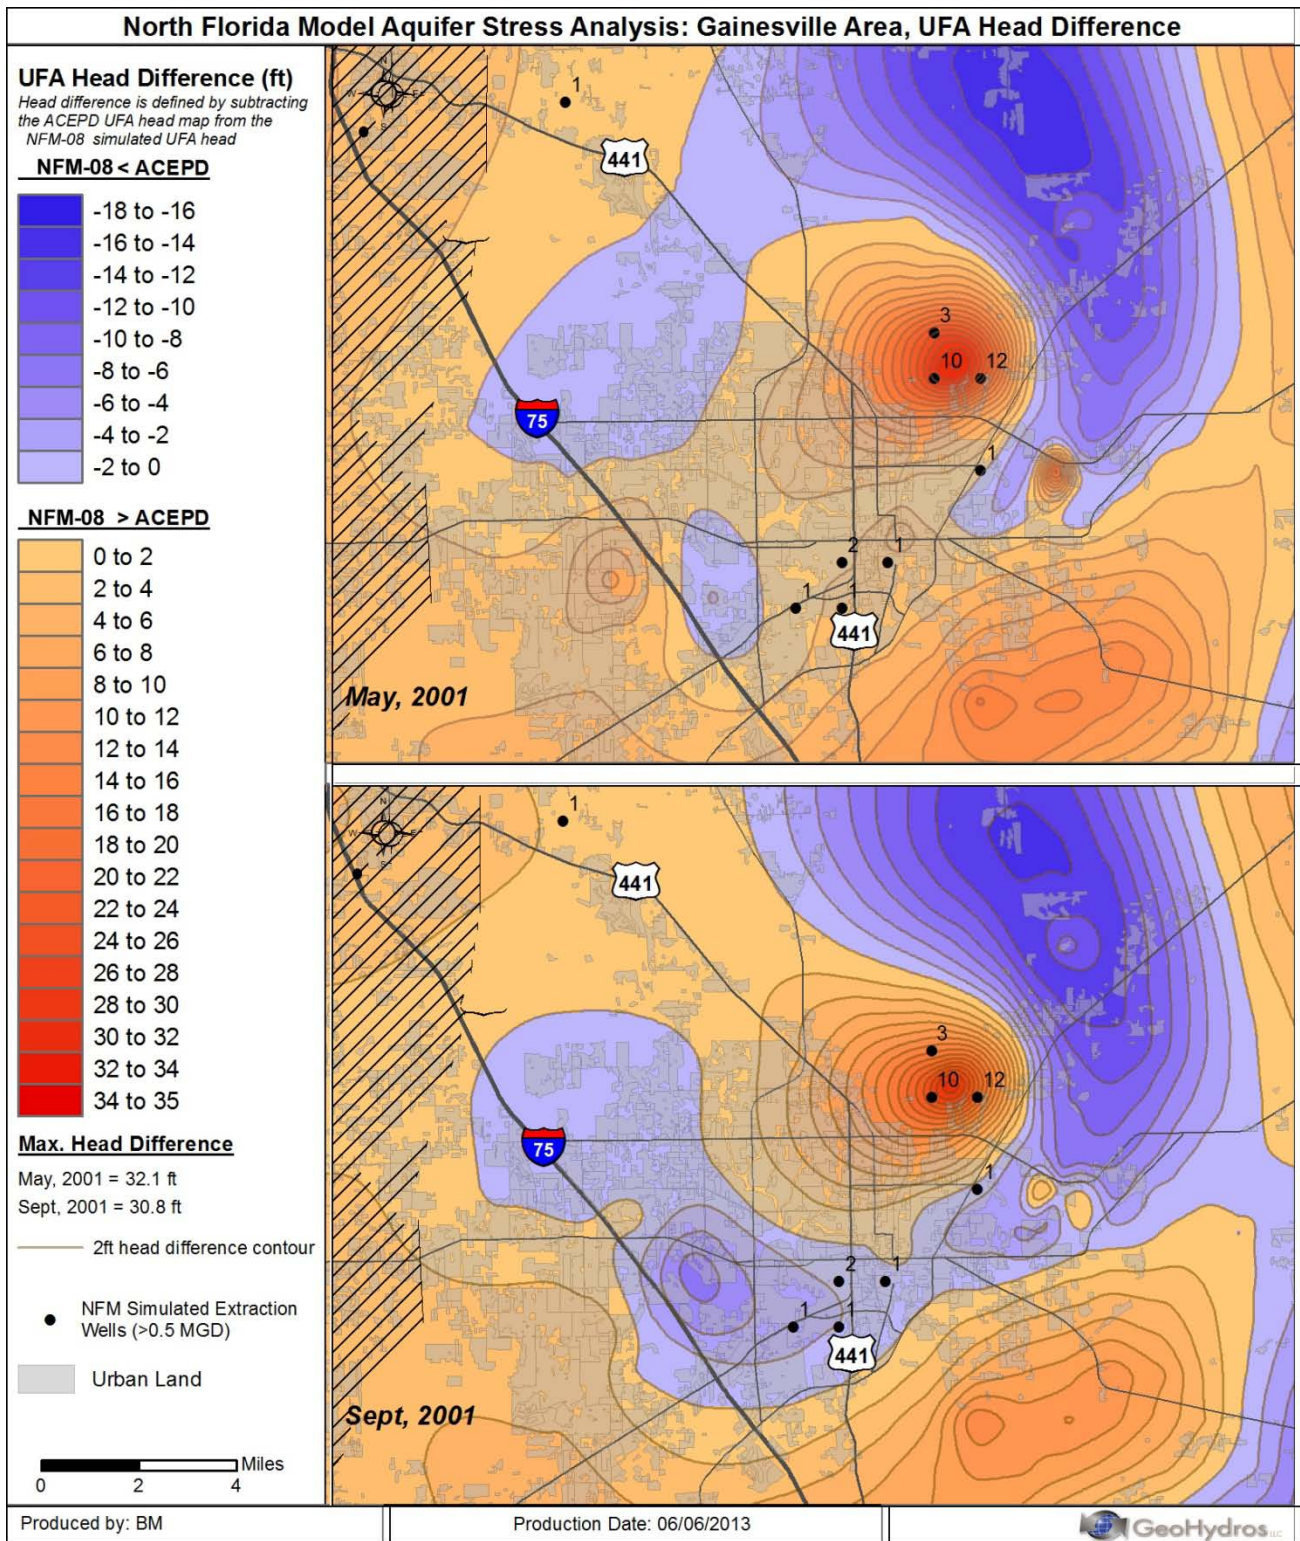 North Florida Model Aquifer Stress Analysis: Gainesville Area, UFA Head Difference
UFA Head Difference (ft)
Head difference is defined by subtracting
the ACEPD UFA head map from the
NFM-08 simulated UFA head
NFM-08 < ACEPD
-18 to -16
-16 to -14
-14 to -12
-12 to -10
-10 to -8
-8 to -6
-6 to -4
-4 to -2
-2 to 0
NFM-08 > ACEPD
0 to 2
2 to 4
4 to 6
6 to 8
8 to 10
10 to 12
12 to 14
14 to 16
16 to 18
18 to 20
20 to 22
22 to 24
24 to 26
26 to 28
28 to 30
30 to 32
32 to 34
34 to 35
Max. Head Difference
May, 2001 = 32.1 ft
Sept, 2001 = 30.8 ft
2ft head difference contour
NFM Simulated Extraction
Wells (>0.5 MGD)
Urban Land
Miles
0 2 4
N
W E
S
1
441
3
10 12
75
1
2 1
1 1
441
May, 2001
N
W E
S
1
441
3
10 12
75
1
2 1
1 1
441
Sept, 2001
Produced by: BM
Production Date: 06/06/2013
GeoHydros LLC